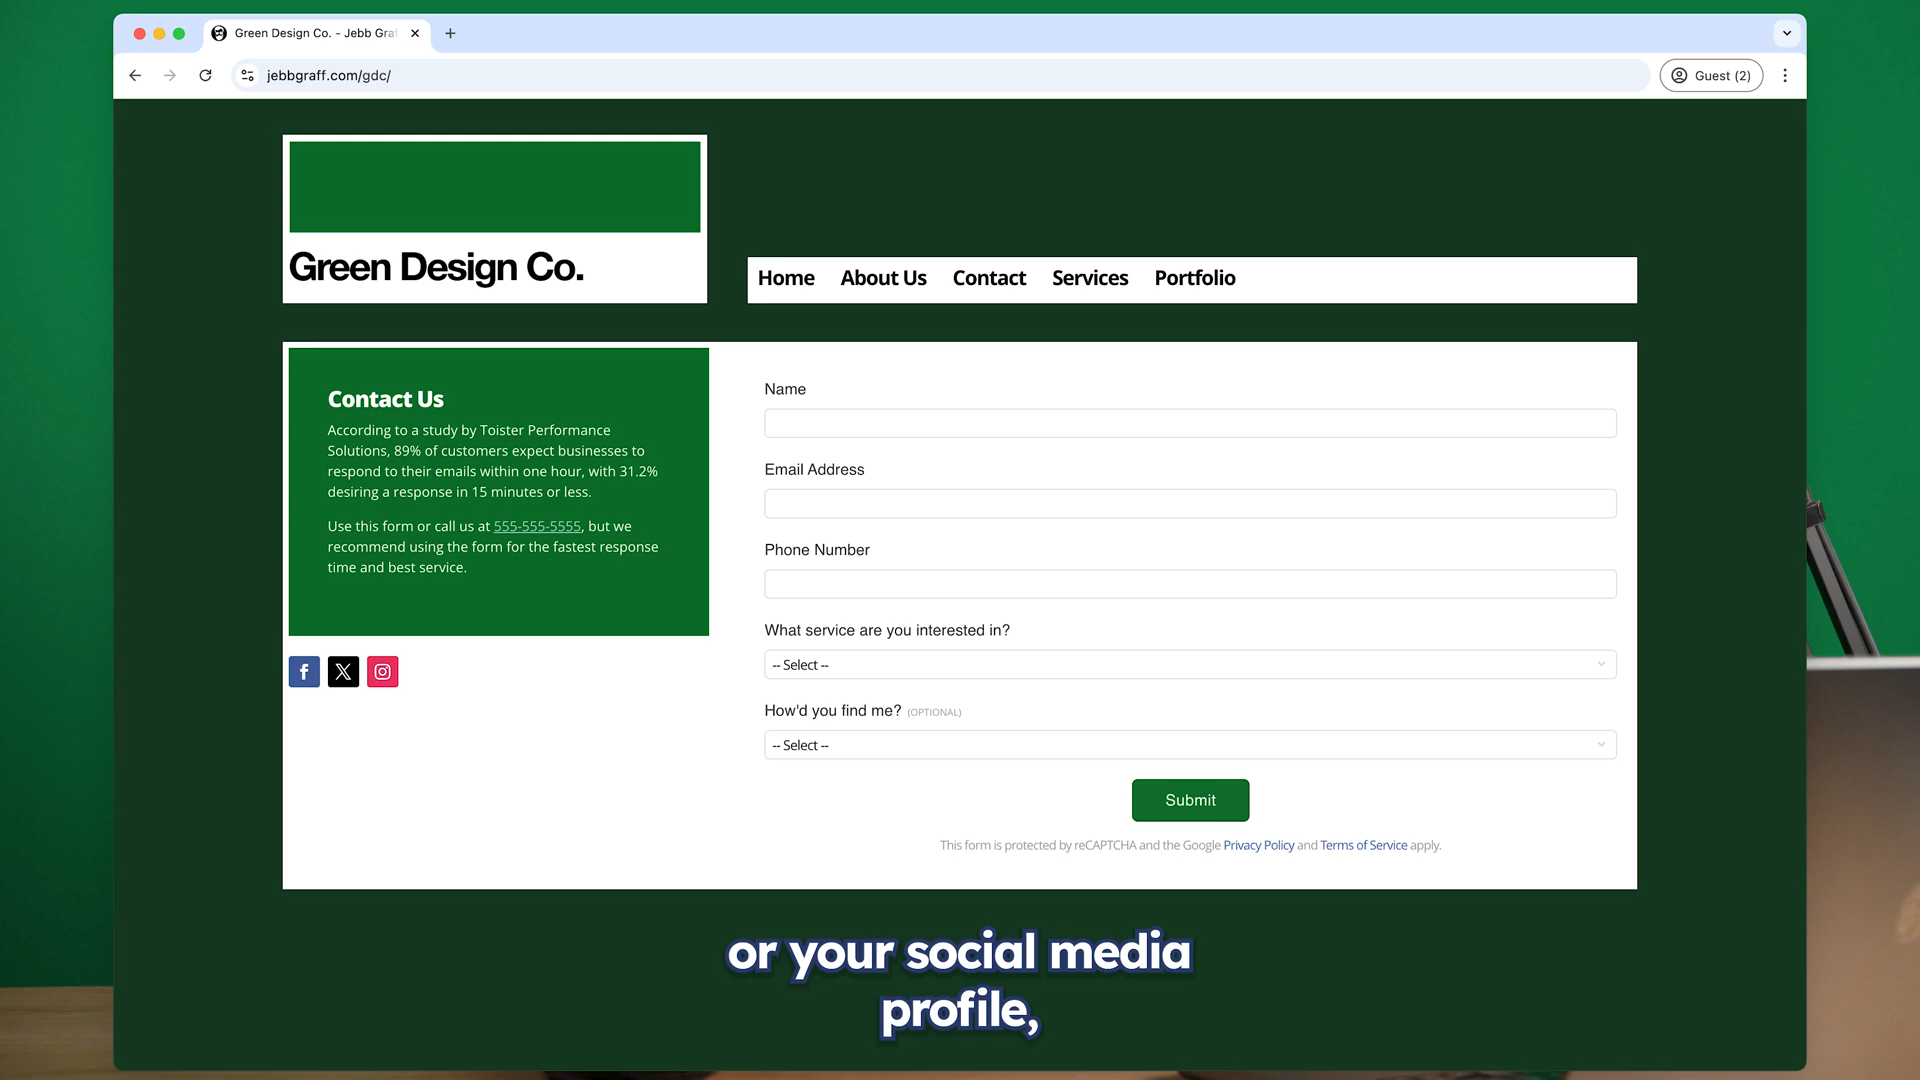 Green Design Co. - Jebb Gra
jebbgraff.com/gdc/
Guest (2)
Green Design Co.
Home About Us Contact Services Portfolio
Contact Us
According to a study by Toister Performance
Solutions, 89% of customers expect businesses to
respond to their emails within one hour, with 31.2%
desiring a response in 15 minutes or less.
Use this form or call us at 555-555-5555, but we
recommend using the form for the fastest response
time and best service.
Name
Email Address
Phone Number
What service are you interested in?
-- Select --
How'd you find me? (OPTIONAL)
-- Select --
Submit
This form is protected by reCAPTCHA and the Google Privacy Policy and Terms of Service apply.
or your social media
profile,